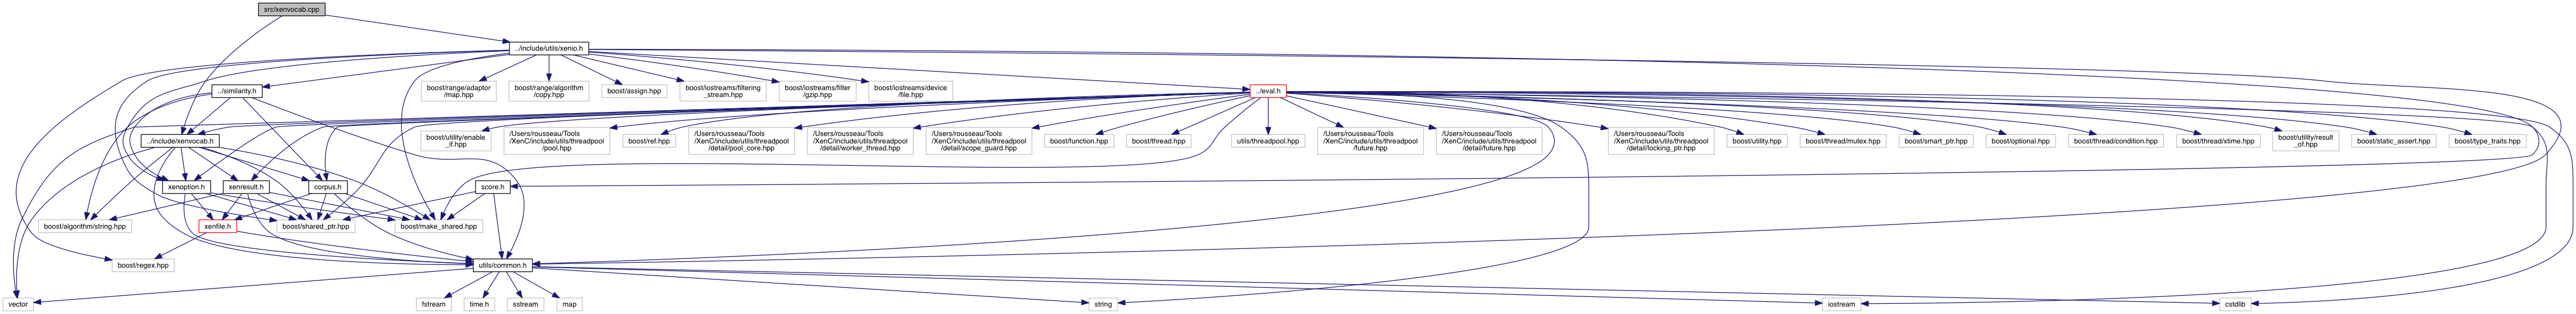 src/xenvocab.cpp
../include/utils/xenio.h
../similarity.h
boost/range/adaptor
/map.hpp
boost/range/algorithm
/copy.hpp
boost/assign.hpp
boost/iostreams/filtering
_stream.hpp
boost/iostreams/filter
/gzip.hpp
boost/iostreams/device
/file.hpp
../eval.h
../include/xenvocab.h
boost/utility/enable
_if.hpp
/Users/rousseau/Tools
/XenC/include/utils/threadpool
/pool.hpp
boost/ref.hpp
/Users/rousseau/Tools
/XenC/include/utils/threadpool
/detail/pool_core.hpp
/Users/rousseau/Tools
/XenC/include/utils/threadpool
/detail/worker_thread.hpp
/Users/rousseau/Tools
/XenC/include/utils/threadpool
/detail/scope_guard.hpp
boost/function.hpp
boost/thread.hpp
utils/threadpool.hpp
/Users/rousseau/Tools
/XenC/include/utils/threadpool
/future.hpp
/Users/rousseau/Tools
/XenC/include/utils/threadpool
/detail/future.hpp
/Users/rousseau/Tools
/XenC/include/utils/threadpool
/detail/locking_ptr.hpp
boost/utility.hpp
boost/thread/mutex.hpp
boost/smart_ptr.hpp
boost/optional.hpp
boost/thread/condition.hpp
boost/thread/xtime.hpp
boost/utility/result
_of.hpp
boost/static_assert.hpp
boost/type_traits.hpp
xenoption.h
xenresult.h
corpus.h
score.h
boost/algorithm/string.hpp
xenfile.h
boost/shared_ptr.hpp
boost/make_shared.hpp
boost/regex.hpp
utils/common.h
vector
fstream
time.h
sstream
map
string
iostream
cstdlib